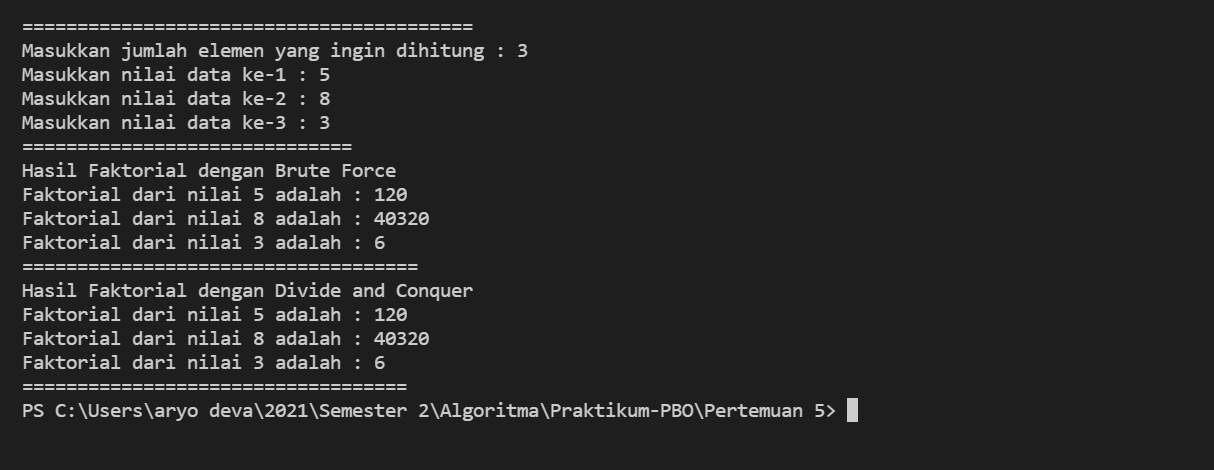 =========================================
Masukkan jumlah elemen yang ingin dihitung : 3
Masukkan nilai data ke-1 : 5
Masukkan nilai data ke-2 : 8
Masukkan nilai data ke-3 : 3
==============================
Hasil Faktorial dengan Brute Force
Faktorial dari nilai 5 adalah : 120
Faktorial dari nilai 8 adalah : 40320
Faktorial dari nilai 3 adalah : 6
====================================
Hasil Faktorial dengan Divide and Conquer
Faktorial dari nilai 5 adalah : 120
Faktorial dari nilai 8 adalah : 40320
Faktorial dari nilai 3 adalah : 6
===================================
PS C:\Users\aryo deva\2021\Semester 2\Algoritma\Praktikum-PBO\Pertemuan 5>